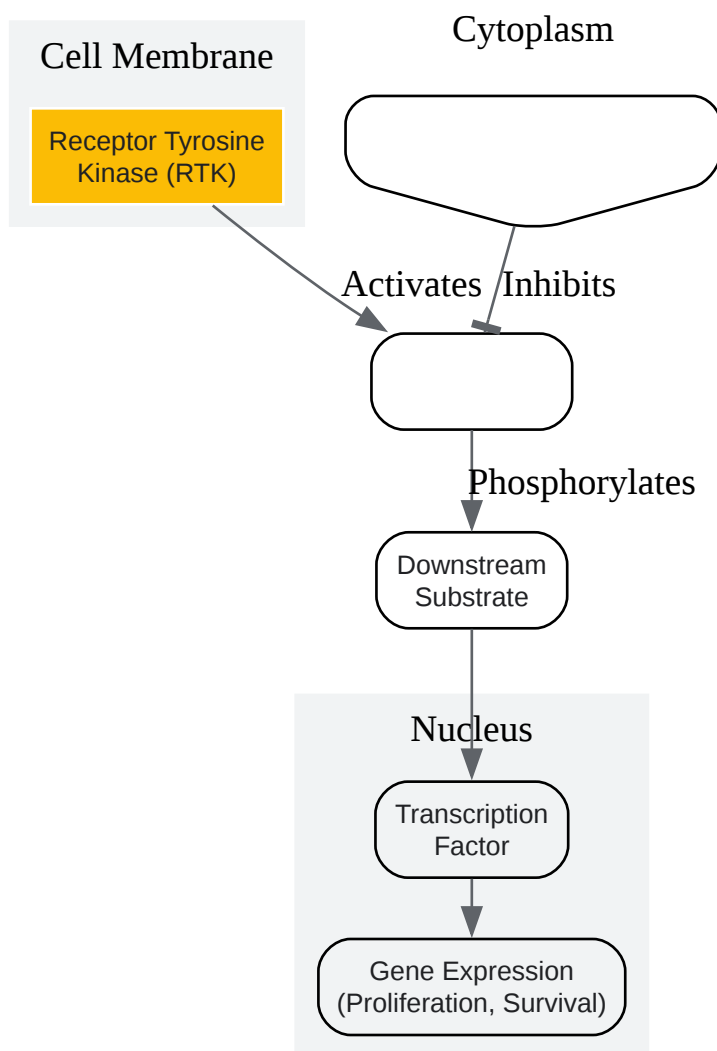 Cell Membrane
Cytoplasm
Receptor Tyrosine
Kinase (RTK)
Activates
Inhibits
Phosphorylates
Downstream
Substrate
Nucleus
Transcription
Factor
Gene Expression
(Proliferation, Survival)